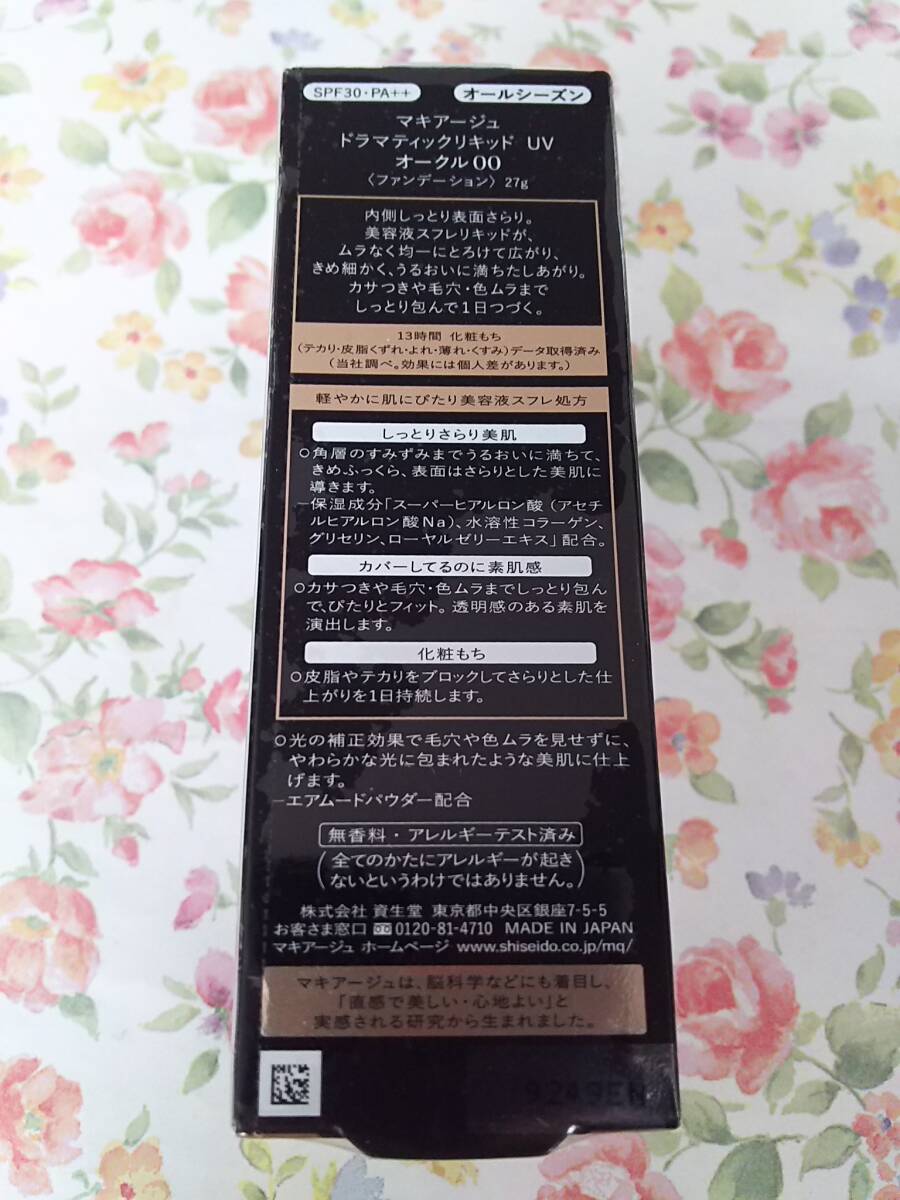 SPF30・PA++ オールシーズン
マキアージュ
ドラマティックリキッド UV
オークル00
〈ファンデーション〉27g
内側しっとり表面さらり。
美容液スフレリキッドが、
ムラなく均一にとろけて広がり、
きめ細かく、うるおいに満ちたしあがり。
カサつきや毛穴・色ムラまで
しっとり包んで1日つづく。
13時間 化粧もち
(テカリ・皮脂くずれ・よれ・薄れ・くすみ)データ取得済み
(当社調べ。効果には個人差があります。)
軽やかに肌にぴたり美容液スフレ処方
しっとりさらり美肌
○角層のすみずみまでうるおいに満ちて、
きめふっくら、表面はさらりとした美肌に
導きます。
−保湿成分「スーパーヒアルロン酸(アセチ
ルヒアルロン酸Na)、水溶性コラーゲン、
グリセリン、ローヤルゼリーエキス」配合。
カバーしてるのに素肌感
○カサつきや毛穴・色ムラまでしっとり包ん
で、ぴたりとフィット。透明感のある素肌を
演出します。
化粧もち
○皮脂やテカリをブロックしてさらりとした仕
上がりを1日持続します。
○光の補正効果で毛穴や色ムラを見せずに、
やわらかな光に包まれたような美肌に仕上
げます。
−エアムードパウダー配合
無香料・アレルギーテスト済み
(全てのかたにアレルギーが起き
ないというわけではありません。)
株式会社 資生堂 東京都中央区銀座7-5-5
お客さま窓口 0120-81-4710 MADE IN JAPAN
マキアージュ ホームページ www.shiseido.co.jp/mq/
マキアージュは、脳科学などにも着目し、
「直感で美しい・心地よい」と
実感される研究から生まれました。
9249EN